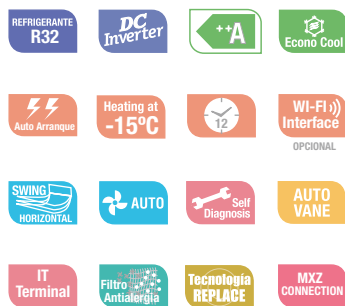 REFRIGERANTE
R32
DC
Inverter
++A
Econo Cool
Auto Arranque
Heating at
-15ºC
12
WI-FI
Interface
OPCIONAL
SWING
HORIZONTAL
AUTO
Self
Diagnosis
AUTO
VANE
IT
Terminal
Filtro
Antialergia
Tecnologia
REPLACE
MXZ
CONNECTION